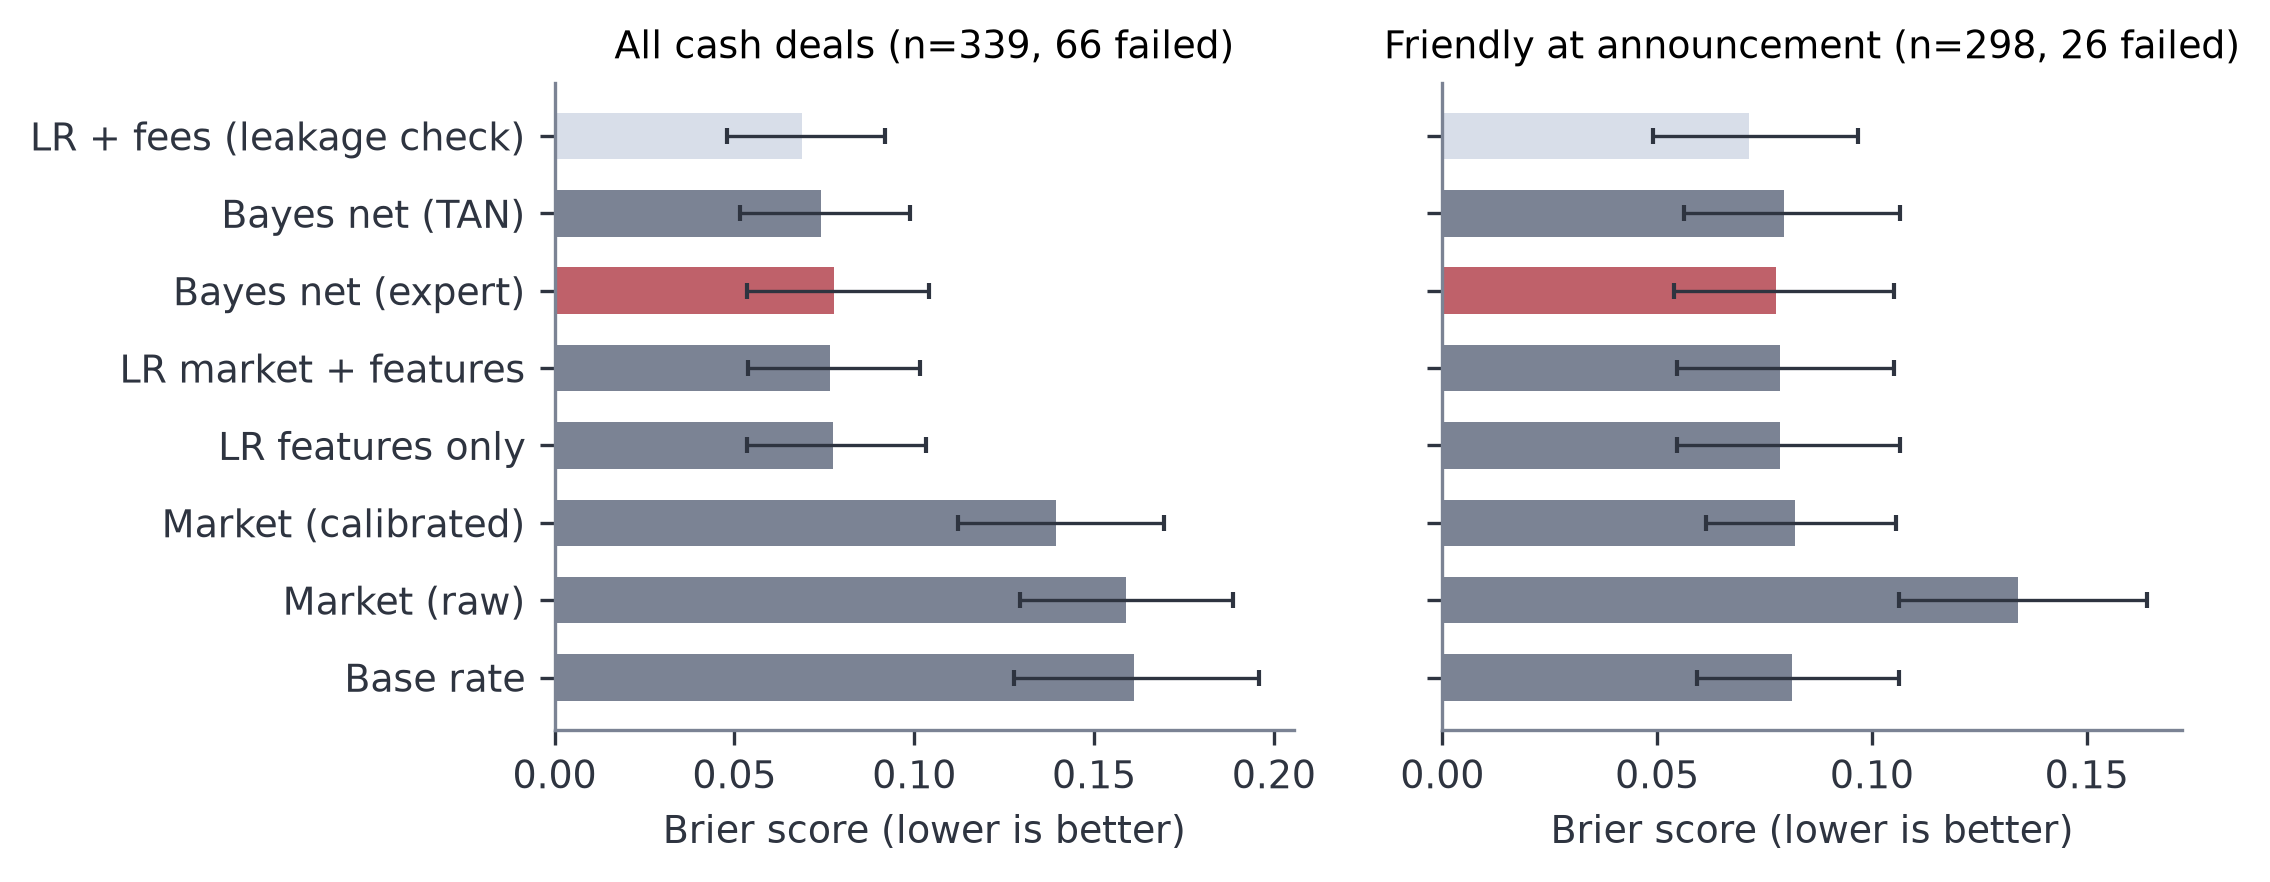 All cash deals (n=339, 66 failed)
Friendly at announcement (n=298, 26 failed)
LR + fees (leakage check)
Bayes net (TAN)
Bayes net (expert)
LR market + features
LR features only
Market (calibrated)
Market (raw)
Base rate
0.00 0.05 0.10 0.15 0.20
Brier score (lower is better)
0.00 0.05 0.10 0.15
Brier score (lower is better)